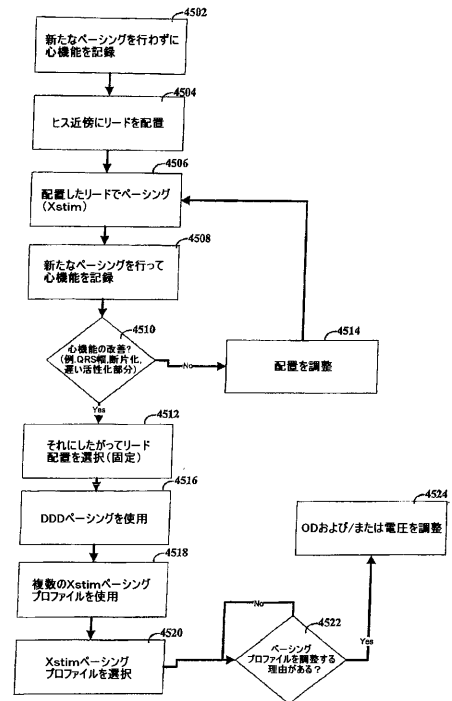 4502
新たなペーシングを行わずに
心機能を記録
4504
ヒス近傍にリードを配置
4506
配置したリードでペーシング
(Xstim)
4508
新たなペーシングを行って
心機能を記録
4510
心機能の改善?
(例.QRS幅,断片化,
遅い活性化部分)
No
4514
配置を調整
Yes
4512
それにしたがってリード
配置を選択(固定)
4516
DDDペーシングを使用
4518
複数のXstimペーシング
プロファイルを使用
4520
Xstimペーシング
プロファイルを選択
No
4522
ペーシング
プロファイルを調整する
理由がある?
Yes
4524
ODおよび/または電圧を調整